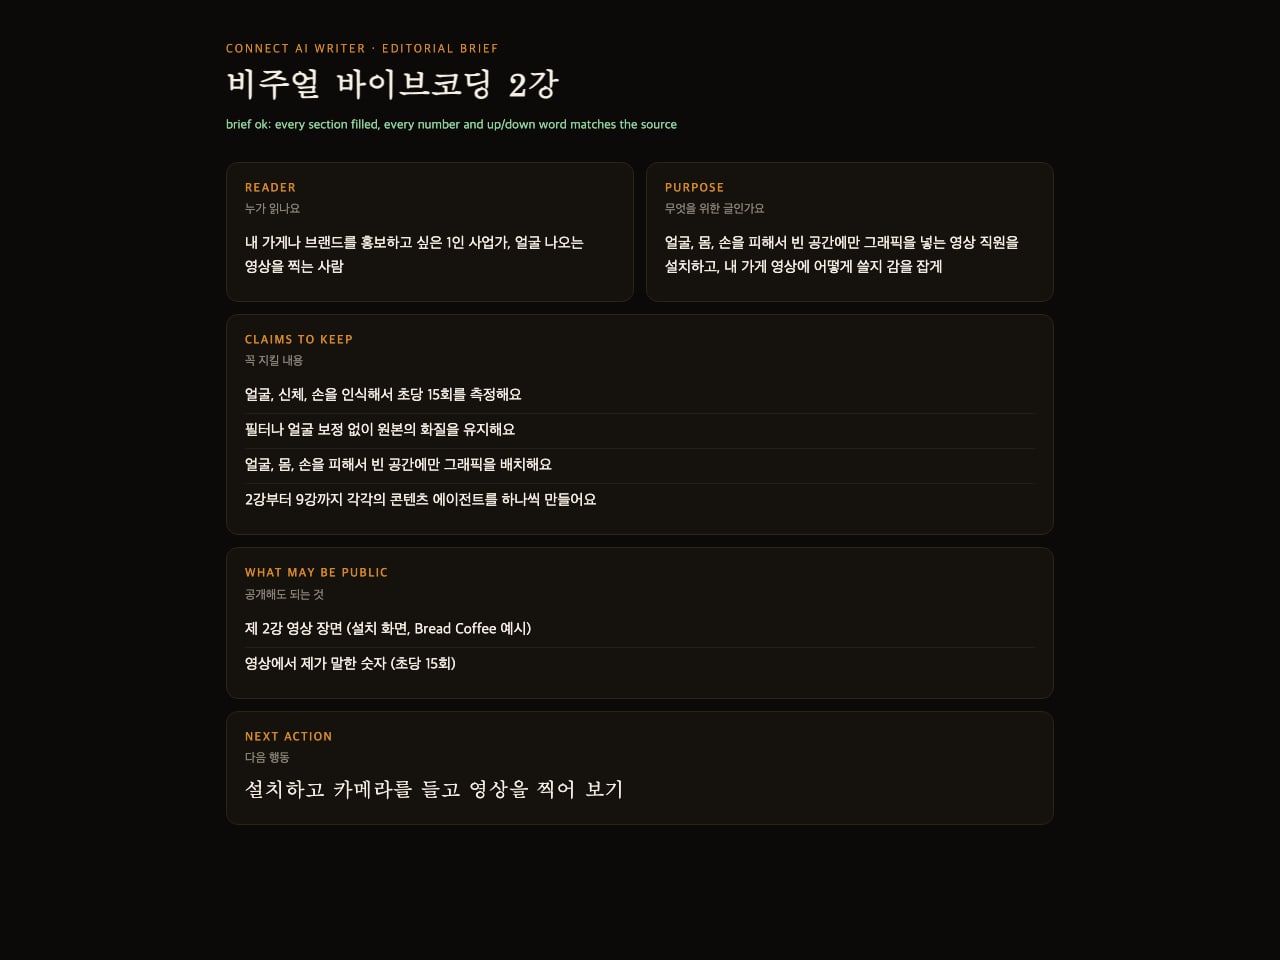 CONNECT AI WRITER · EDITORIAL BRIEF
비주얼 바이브코딩 2강
brief ok: every section filled, every number and up/down word matches the source
READER
누가 읽나요
내 가게나 브랜드를 홍보하고 싶은 1인 사업가, 얼굴 나오는
영상을 찍는 사람
PURPOSE
무엇을 위한 글인가요
얼굴, 몸, 손을 피해서 빈 공간에만 그래픽을 넣는 영상 직원을
설치하고, 내 가게 영상에 어떻게 쓸지 감을 잡게
CLAIMS TO KEEP
꼭 지킬 내용
얼굴, 신체, 손을 인식해서 초당 15회를 측정해요
필터나 얼굴 보정 없이 원본의 화질을 유지해요
얼굴, 몸, 손을 피해서 빈 공간에만 그래픽을 배치해요
2강부터 9강까지 각각의 콘텐츠 에이전트를 하나씩 만들어요
WHAT MAY BE PUBLIC
공개해도 되는 것
제 2강 영상 장면 (설치 화면, Bread Coffee 예시)
영상에서 제가 말한 숫자 (초당 15회)
NEXT ACTION
다음 행동
설치하고 카메라를 들고 영상을 찍어 보기